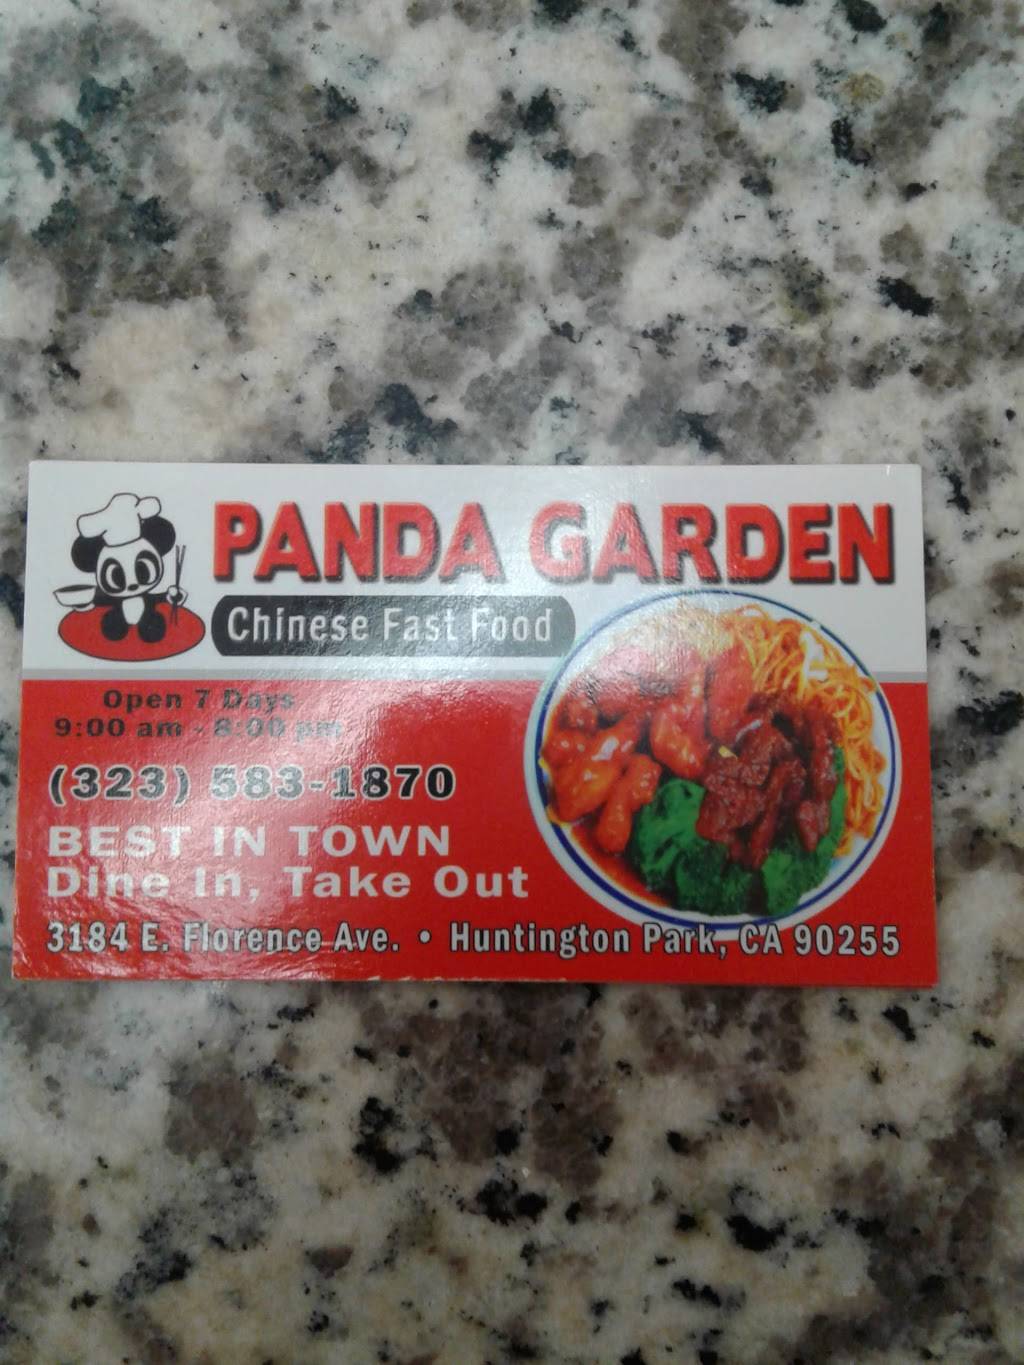 PANDA GARDEN
Chinese Fast Food
Open 7 Days
9:00 am - 8:00 pm
(323) 583-1870
BEST IN TOWN
Dine In, Take Out
3184 E. Florence Ave. • Huntington Park, CA 90255